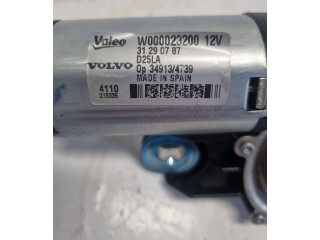 Valeo W000023200 12V
31 29 07 87
VOLVO D25LA
Op 34913/4739
MADE IN SPAIN
4110